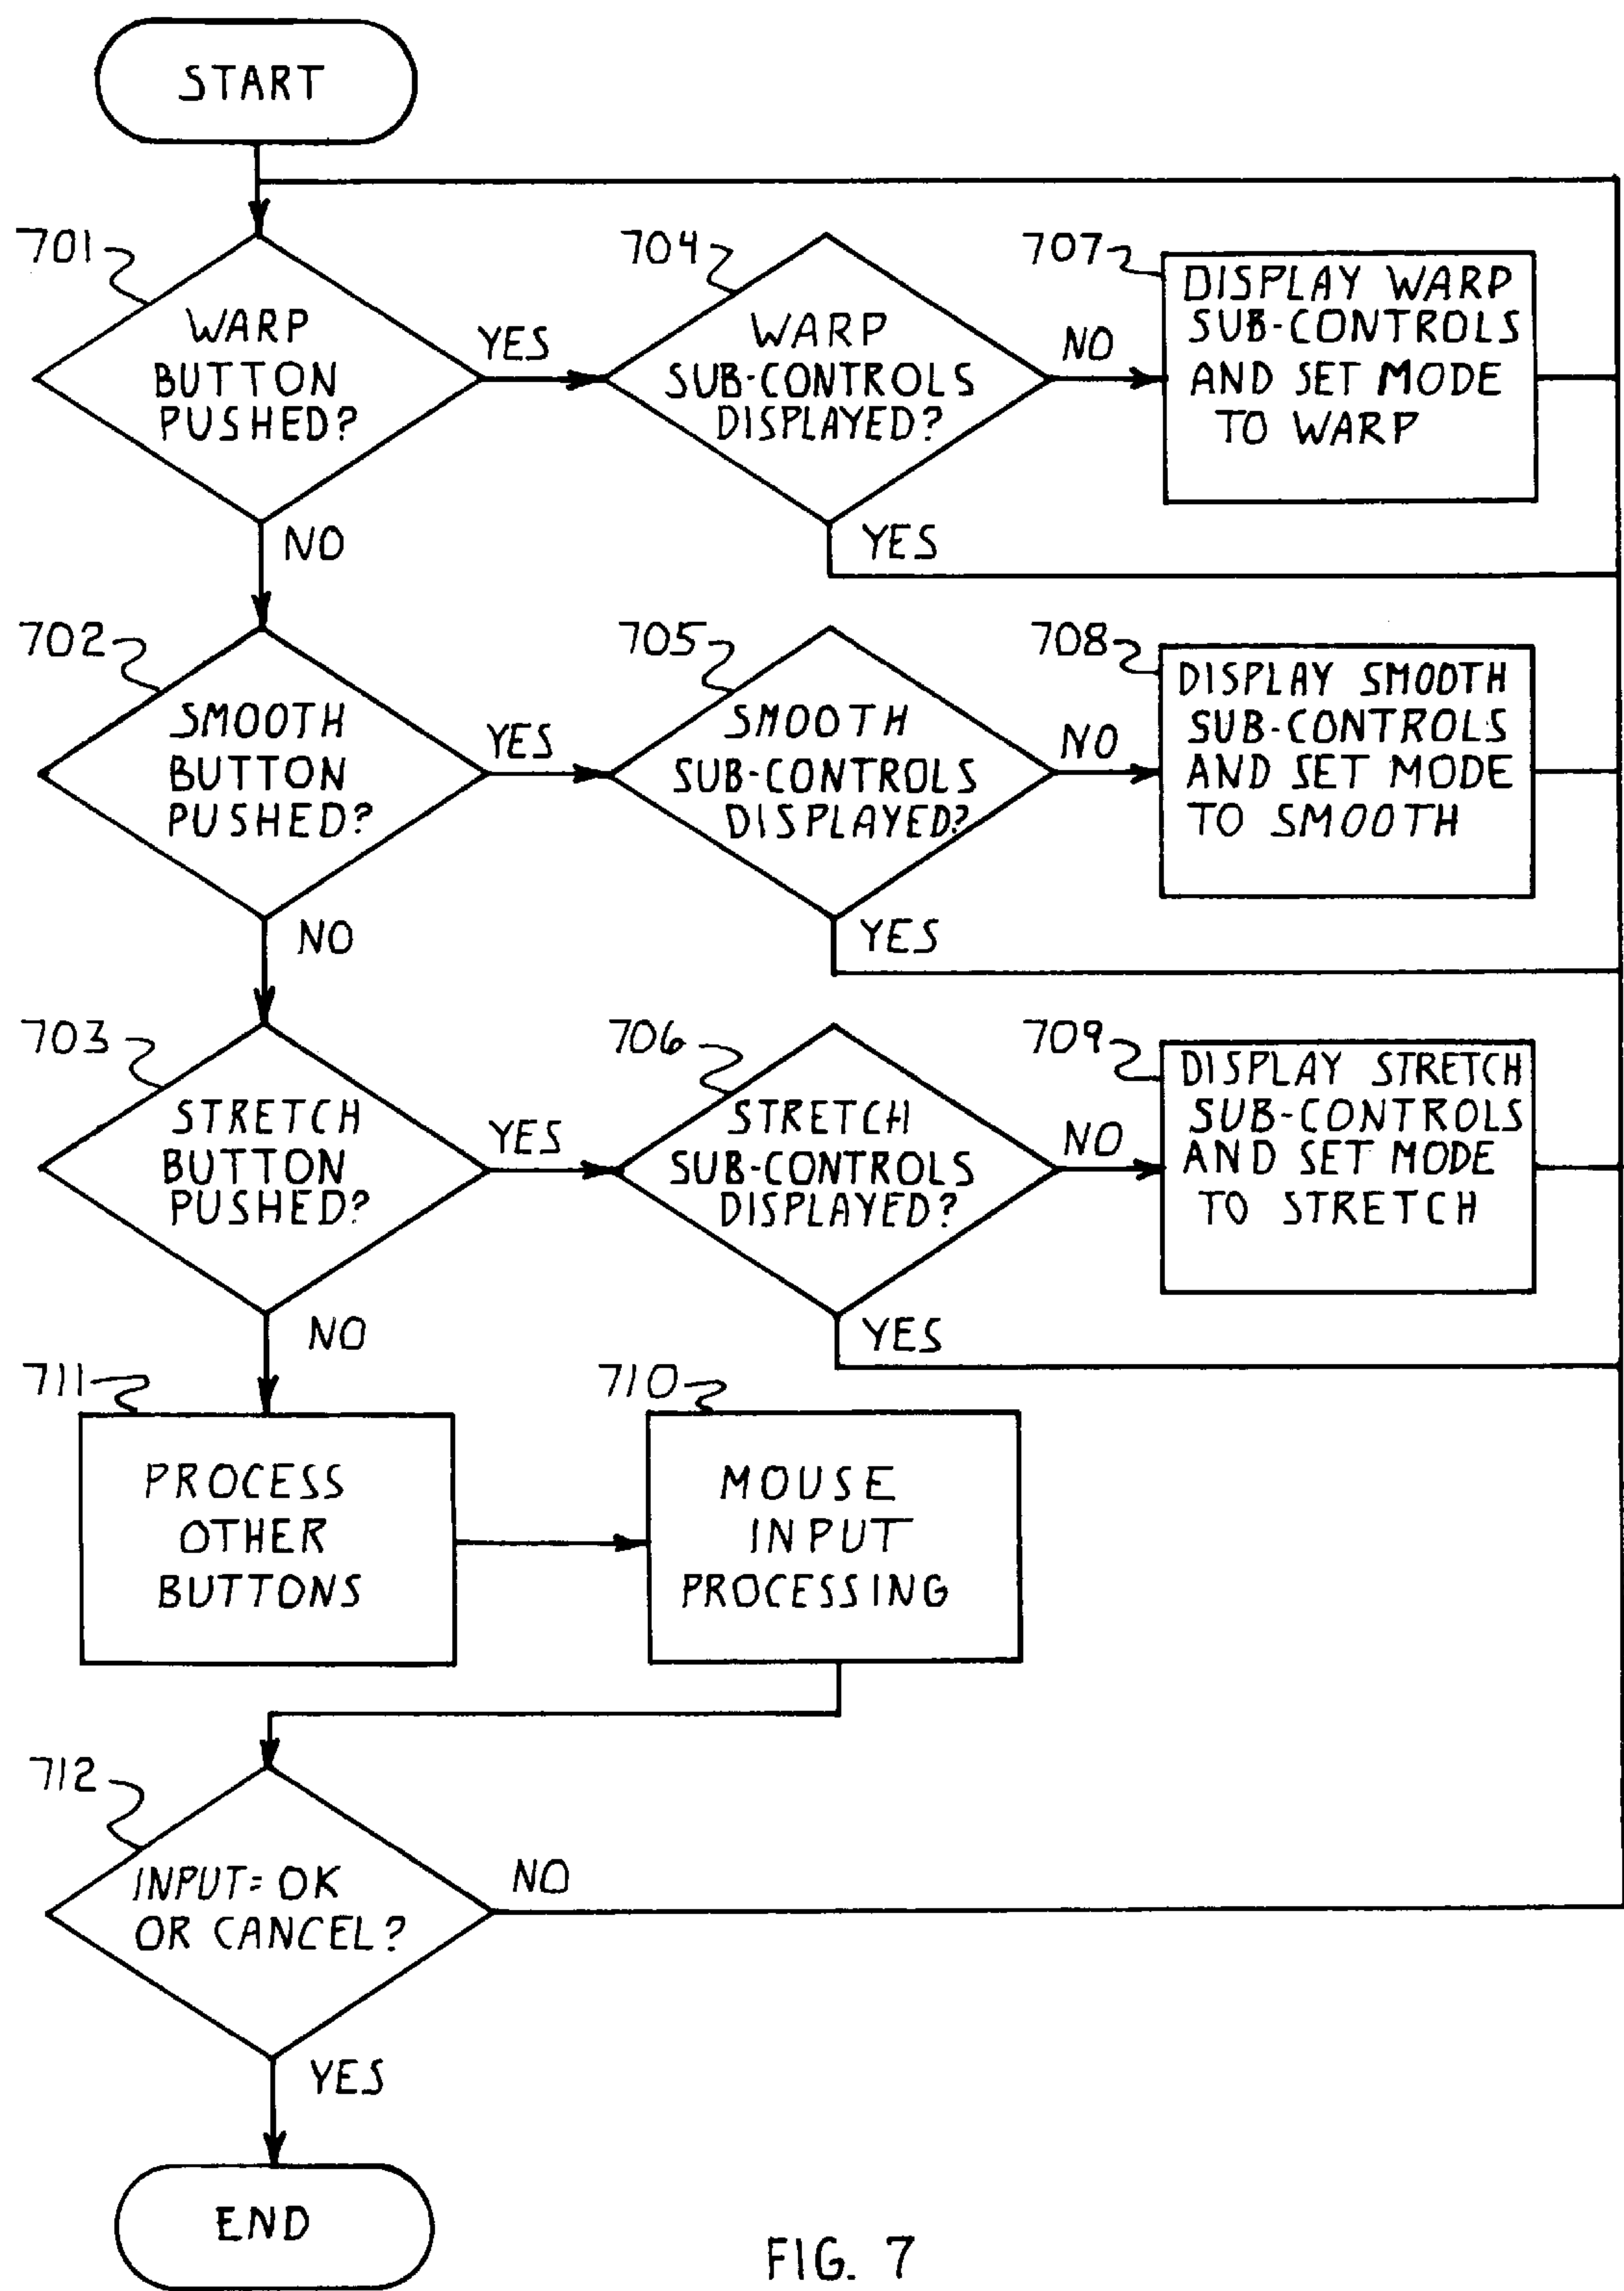 START
701
WARP
BUTTON
PUSHED?
YES
NO
704
WARP
SUB-CONTROLS
DISPLAYED?
NO
YES
707
DISPLAY WARP
SUB-CONTROLS
AND SET MODE
TO WARP
702
SMOOTH
BUTTON
PUSHED?
YES
NO
705
SMOOTH
SUB-CONTROLS
DISPLAYED?
NO
YES
708
DISPLAY SMOOTH
SUB-CONTROLS
AND SET MODE
TO SMOOTH
703
STRETCH
BUTTON
PUSHED?
YES
NO
706
STRETCH
SUB-CONTROLS
DISPLAYED?
NO
YES
709
DISPLAY STRETCH
SUB-CONTROLS
AND SET MODE
TO STRETCH
711
PROCESS
OTHER
BUTTONS
710
MOUSE
INPUT
PROCESSING
712
INPUT= OK
OR CANCEL?
NO
YES
END
FIG. 7